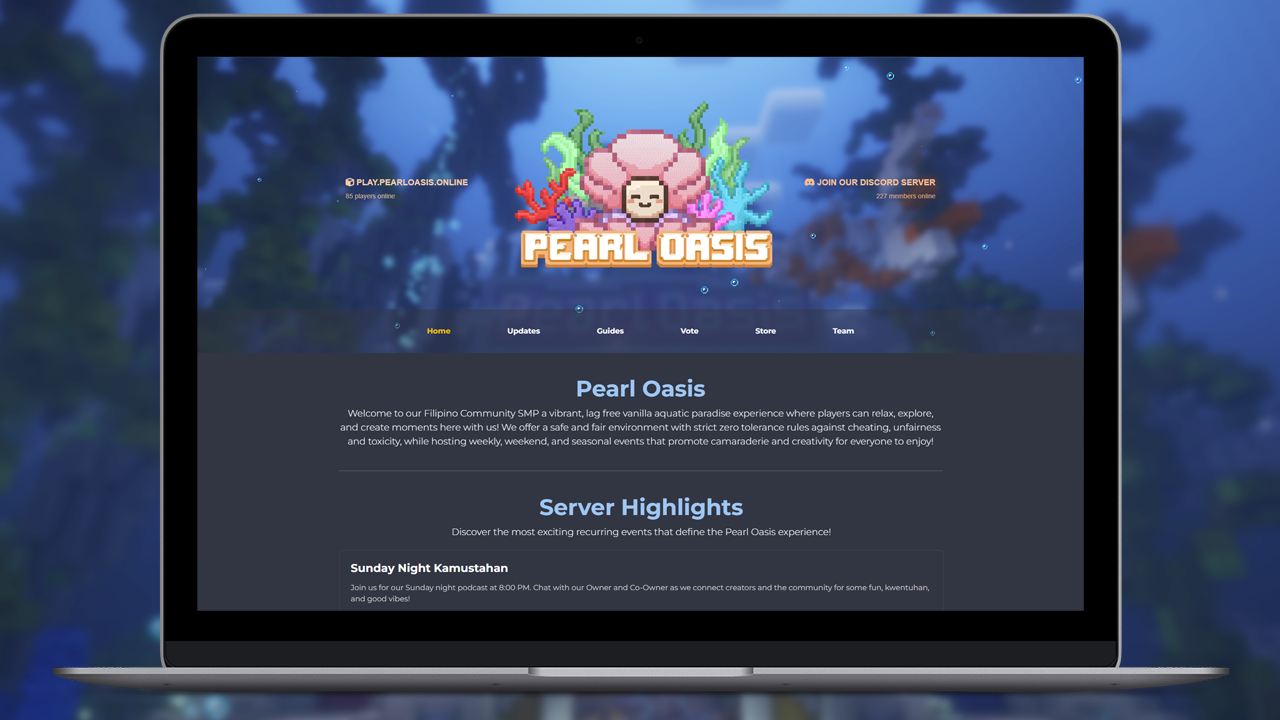 PLAY.PEARLOASIS.ONLINE
85 players online
PEARL OASIS
JOIN OUR DISCORD SERVER
227 members online
Home Updates Guides Vote Store Team
Pearl Oasis
Welcome to our Filipino Community SMP a vibrant, lag free vanilla aquatic paradise experience where players can relax, explore,
and create moments here with us! We offer a safe and fair environment with strict zero tolerance rules against cheating, unfairness
and toxicity, while hosting weekly, weekend, and seasonal events that promote camaraderie and creativity for everyone to enjoy!
Server Highlights
Discover the most exciting recurring events that define the Pearl Oasis experience!
Sunday Night Kamustahan
Join us for our Sunday night podcast at 8:00 PM. Chat with our Owner and Co-Owner as we connect creators and the community for some fun, kwentuhan,
and good vibes!